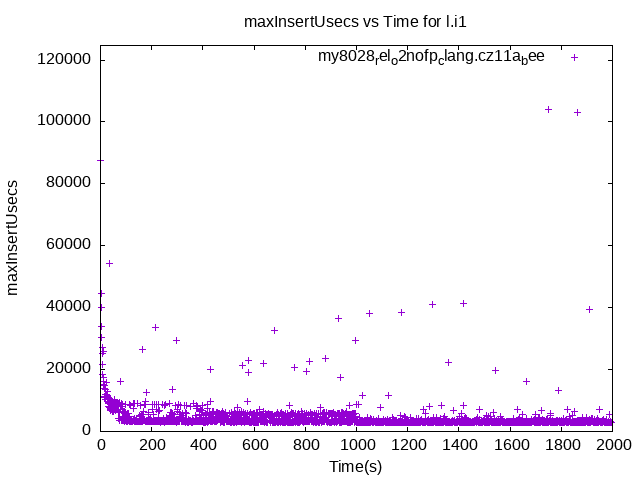 maxInsertUsecs vs Time for l.i1
my8028rel_o2nofp_clang.cz11a_bee
120000
100000
80000
60000
40000
20000
0
maxInsertUsecs
0 200 400 600 800 1000 1200 1400 1600 1800 2000
Time(s)